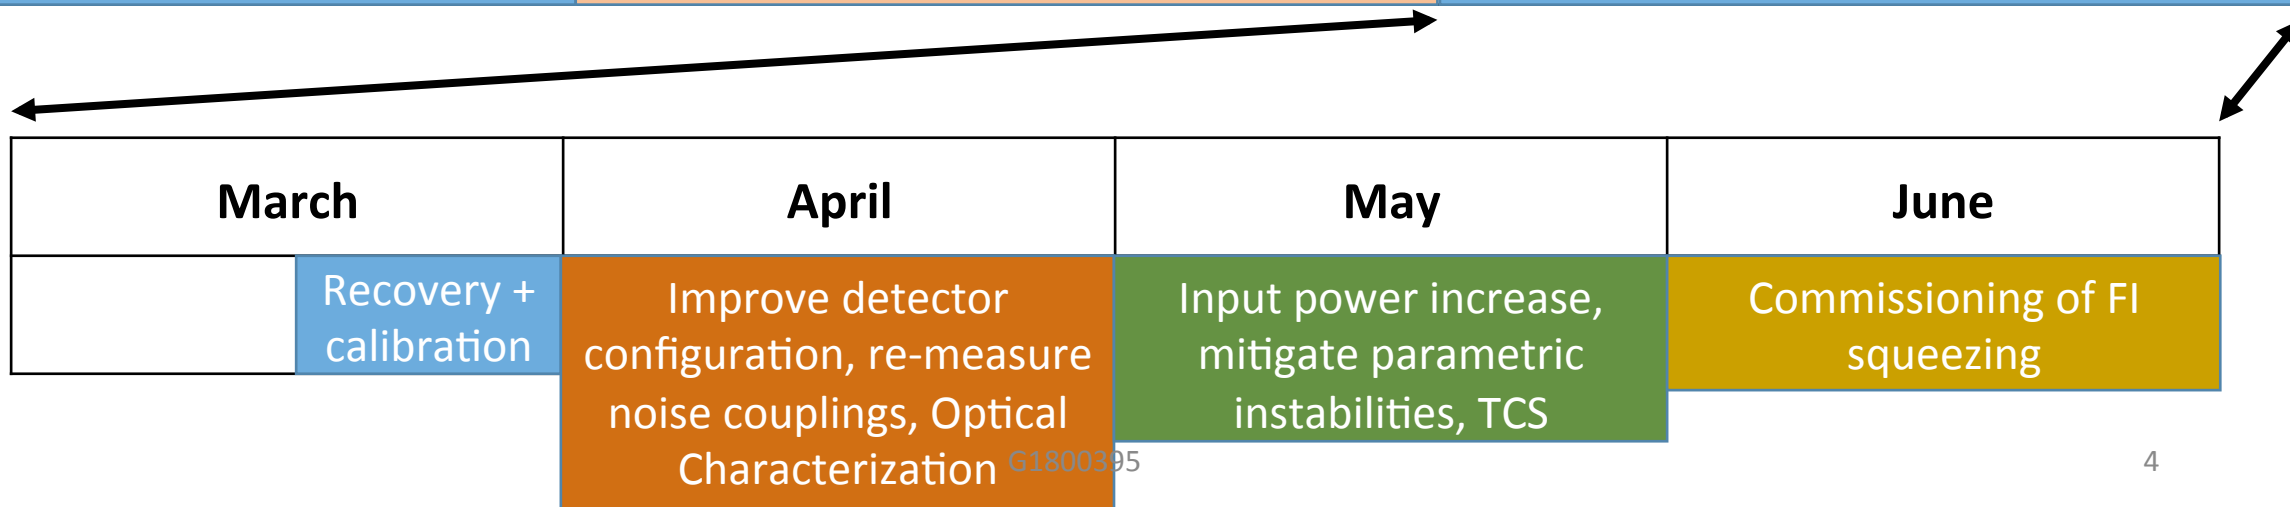 March
April
May
June
Recovery +
calibration
Improve detector
configuration, re-measure
noise couplings, Optical
Characterization
Input power increase,
mitigate parametric
instabilities, TCS
Commissioning of FI
squeezing
G1800395
4